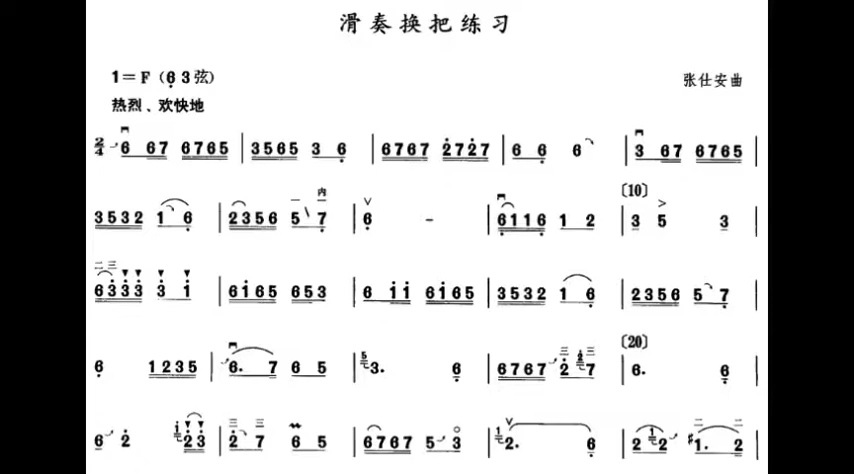 滑奏换把练习
1=F（6 3弦）
张仕安曲
热烈、欢快地
2/4 6 67 6765 | 3565 3 6 | 6767 2727 | 6 6 6 | 3 67 6765 |
3532 1 6 | 2356 5 7 | 6 - | 6116 1 2 | 3 5 3 |
6333 3 1 | 6165 653 | 6 11 6165 | 3532 1 6 | 2356 5 7 |
6 1235 | 6. 7 6 5 | 3. 6 | 6767 2 7 | 6. 6 |
6 2 23 | 2 7 6 5 | 6767 5 3 | 2. 6 | 2 2 #1. 2 |
内
〔10〕
二 三
〔20〕